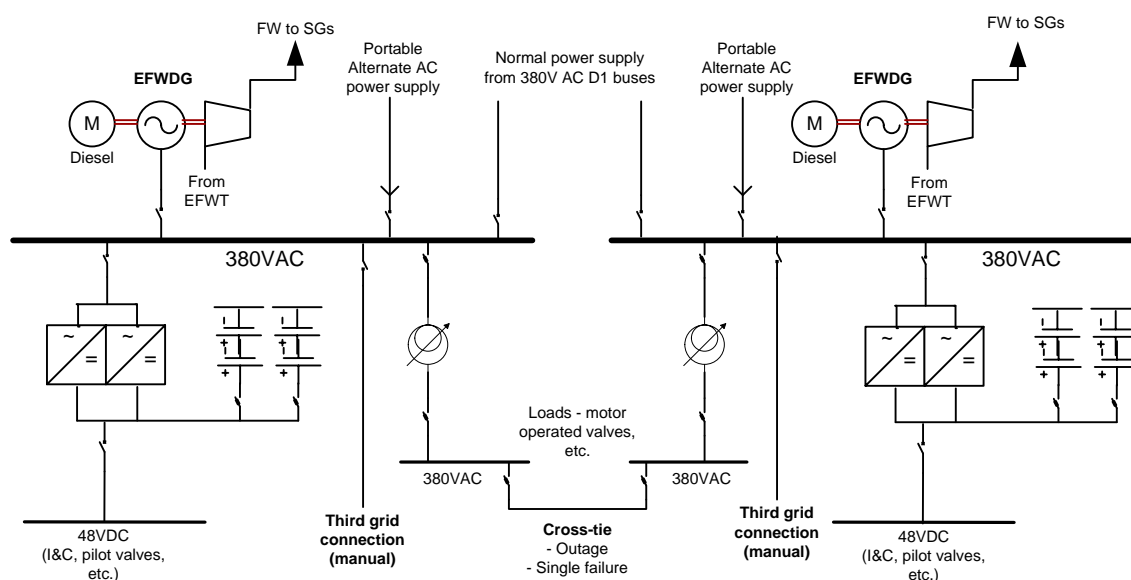 FW to SGs
EFWDG
M
Diesel
From
EFWT
Portable
Alternate AC
power supply
Normal power supply
from 380V AC D1 buses
Portable
Alternate AC
power supply
FW to SGs
EFWDG
M
Diesel
From
EFWT
380VAC
380VAC
~
=
~
=
-
+
-
+
-
+
-
+
~
=
~
=
-
+
-
+
-
+
-
+
Loads - motor
operated valves,
etc.
380VAC
380VAC
48VDC
(I&C, pilot valves,
etc.)
Third grid
connection
(manual)
Cross-tie
- Outage
- Single failure
Third grid
connection
(manual)
48VDC
(I&C, pilot valves,
etc.)